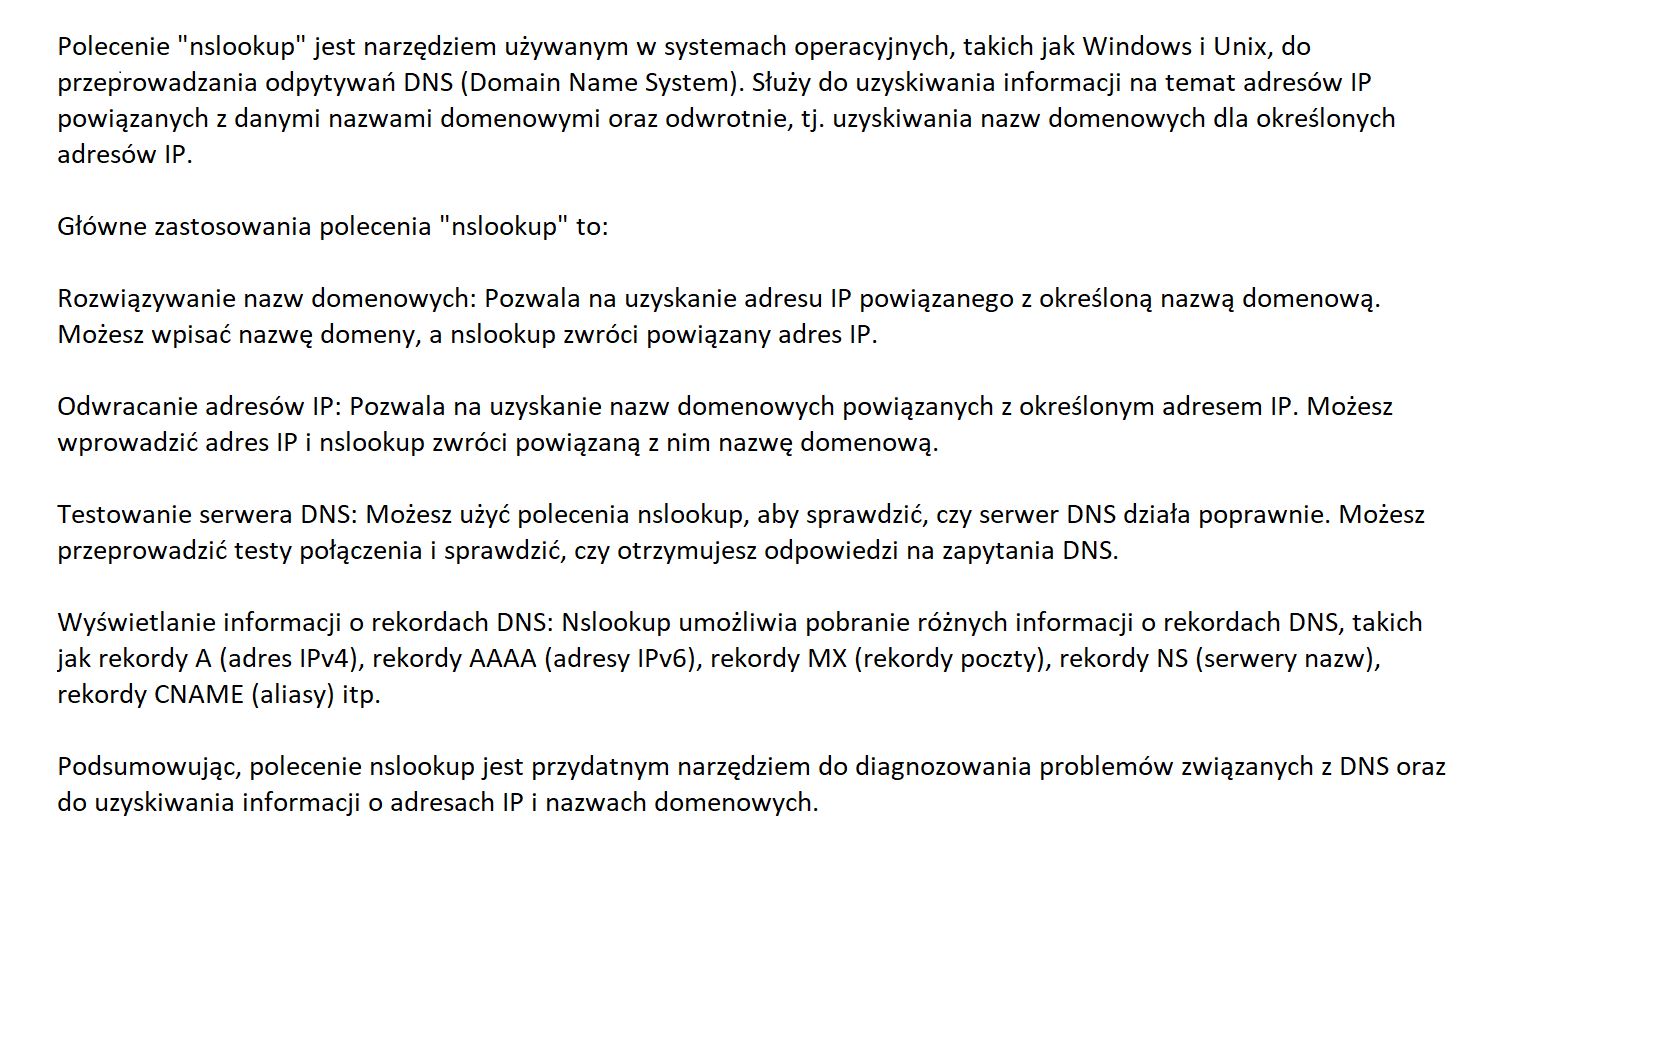 Polecenie "nslookup" jest narzędziem używanym w systemach operacyjnych, takich jak Windows i Unix, do
przeprowadzania odpytywań DNS (Domain Name System). Służy do uzyskiwania informacji na temat adresów IP
powiązanych z danymi nazwami domenowymi oraz odwrotnie, tj. uzyskiwania nazw domenowych dla określonych
adresów IP.
Główne zastosowania polecenia "nslookup" to:
Rozwiązywanie nazw domenowych: Pozwala na uzyskanie adresu IP powiązanego z określoną nazwą domenową.
Możesz wpisać nazwę domeny, a nslookup zwróci powiązany adres IP.
Odwracanie adresów IP: Pozwala na uzyskanie nazw domenowych powiązanych z określonym adresem IP. Możesz
wprowadzić adres IP i nslookup zwróci powiązaną z nim nazwę domenową.
Testowanie serwera DNS: Możesz użyć polecenia nslookup, aby sprawdzić, czy serwer DNS działa poprawnie. Możesz
przeprowadzić testy połączenia i sprawdzić, czy otrzymujesz odpowiedzi na zapytania DNS.
Wyświetlanie informacji o rekordach DNS: Nslookup umożliwia pobranie różnych informacji o rekordach DNS, takich
jak rekordy A (adres IPv4), rekordy AAAA (adresy IPv6), rekordy MX (rekordy poczty), rekordy NS (serwery nazw),
rekordy CNAME (aliasy) itp.
Podsumowując, polecenie nslookup jest przydatnym narzędziem do diagnozowania problemów związanych z DNS oraz
do uzyskiwania informacji o adresach IP i nazwach domenowych.